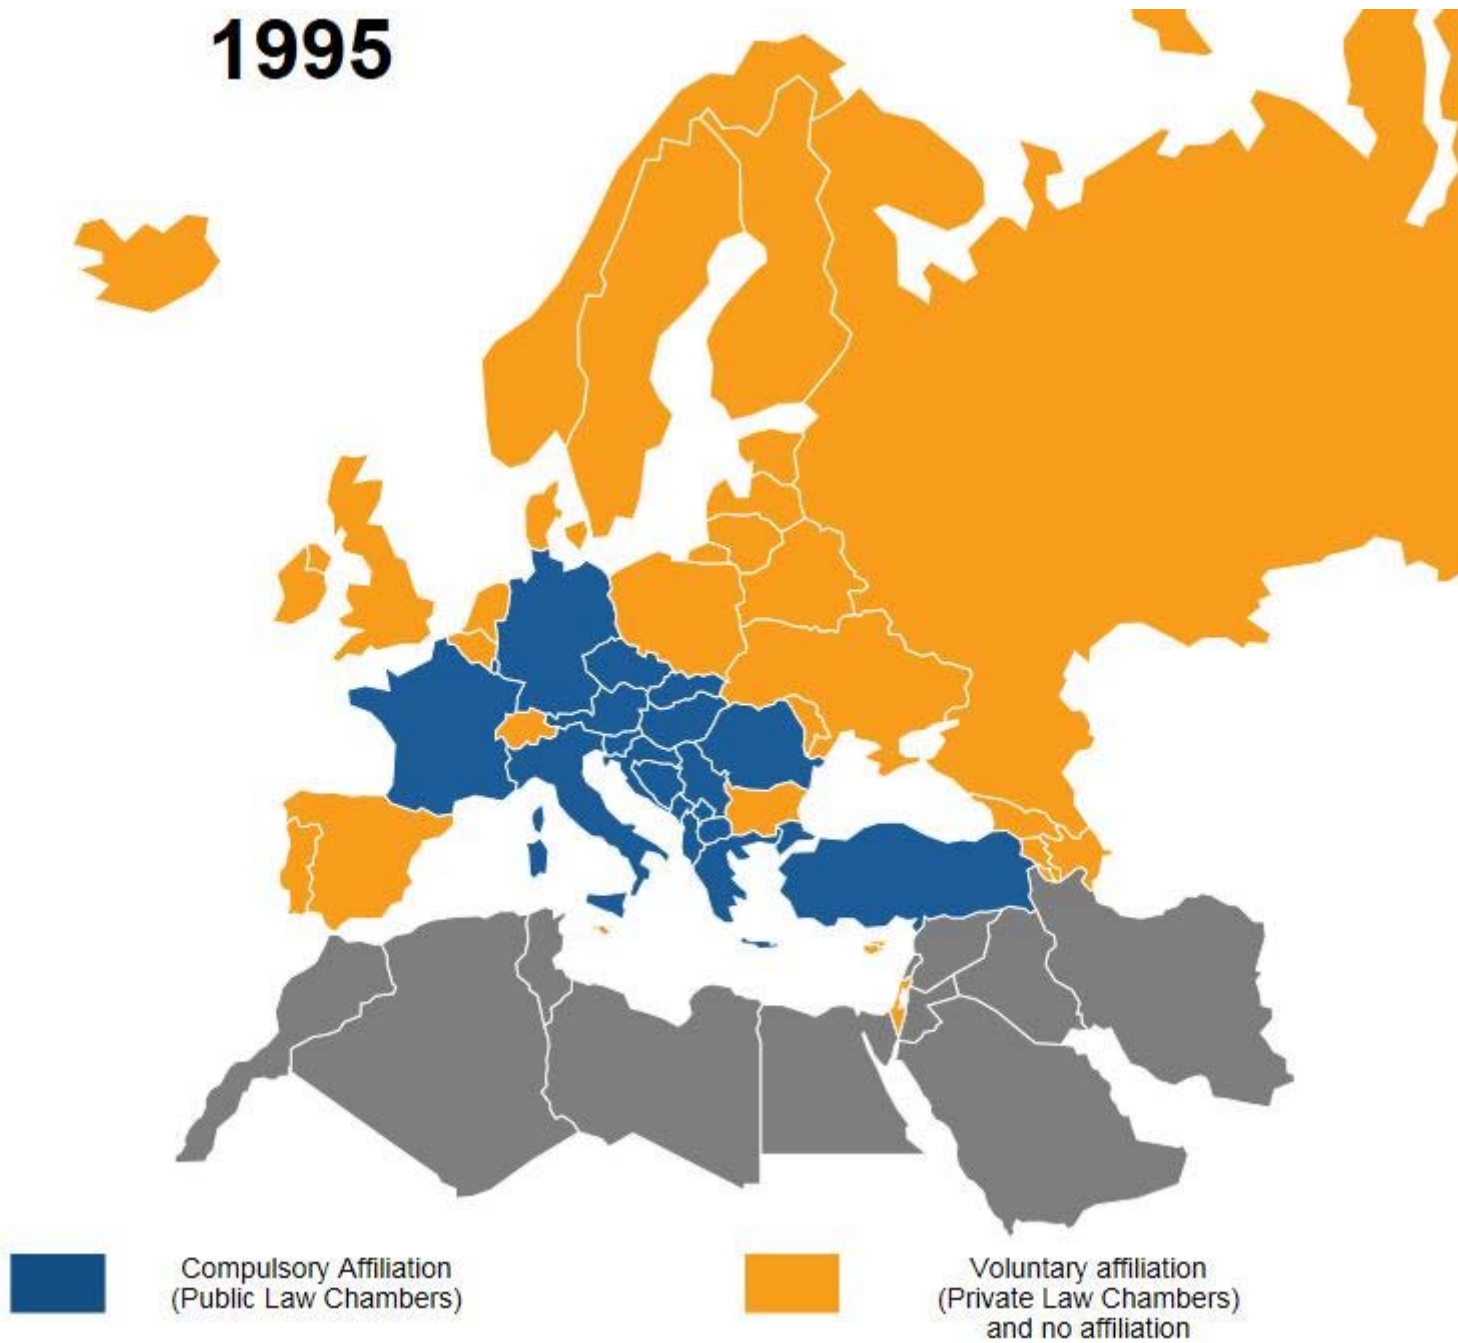 1995
Compulsory Affiliation
(Public Law Chambers)
Voluntary affiliation
(Private Law Chambers)
and no affiliation